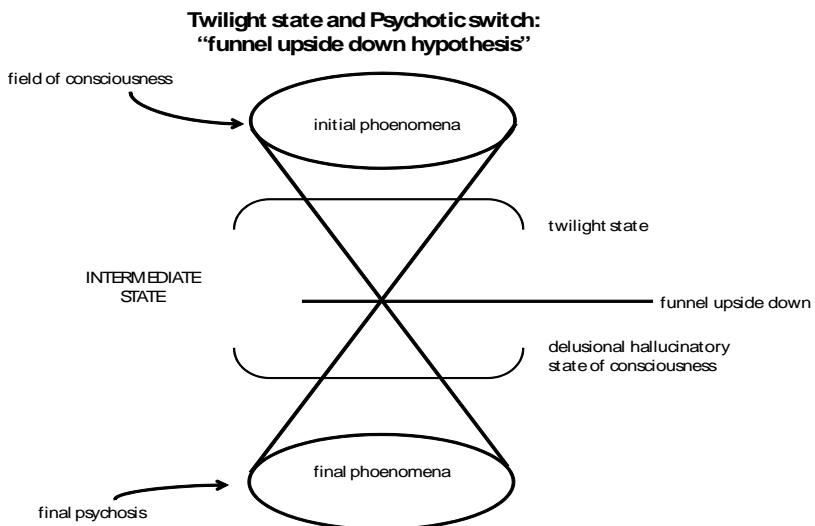 Twilight state and Psychotic switch:
“funnel upside down hypothesis”
field of consciousness
initial phoenomena
twilight state
INTERMEDIATE
STATE
funnel upside down
delusional hallucinatory
state of consciousness
final phoenomena
final psychosis